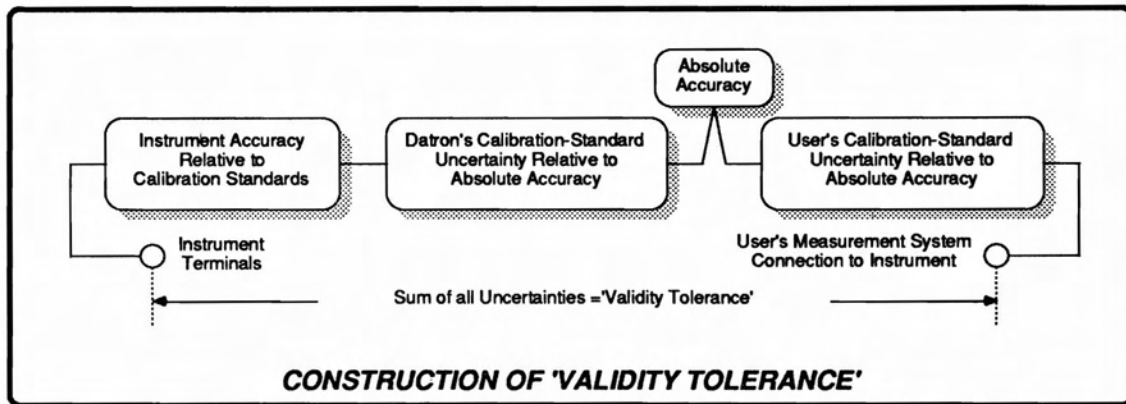 Absolute
Accuracy
Instrument Accuracy
Relative to
Calibration Standards
Datron's Calibration-Standard
Uncertainty Relative to
Absolute Accuracy
User's Calibration-Standard
Uncertainty Relative to
Absolute Accuracy
Instrument
Terminals
User's Measurement System
Connection to Instrument
Sum of all Uncertainties ='Validity Tolerance'
CONSTRUCTION OF 'VALIDITY TOLERANCE'